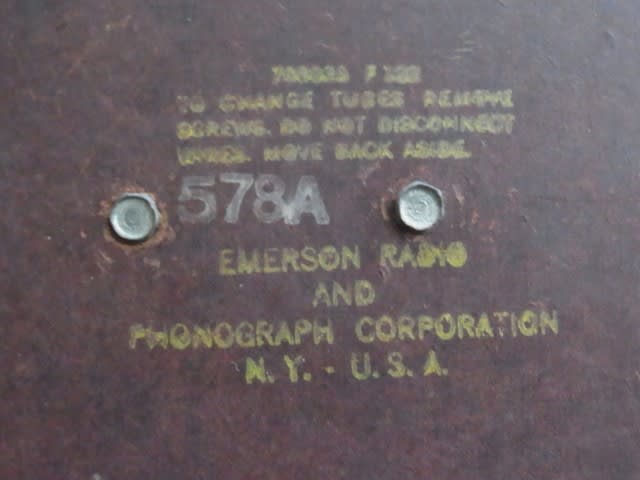 TO CHANGE TUBES REMOVE
SCREWS. DO NOT DISCONNECT
WIRES. MOVE BACK ASIDE.
578A
EMERSON RADIO
AND
PHONOGRAPH CORPORATION
N.Y. - U.S.A.